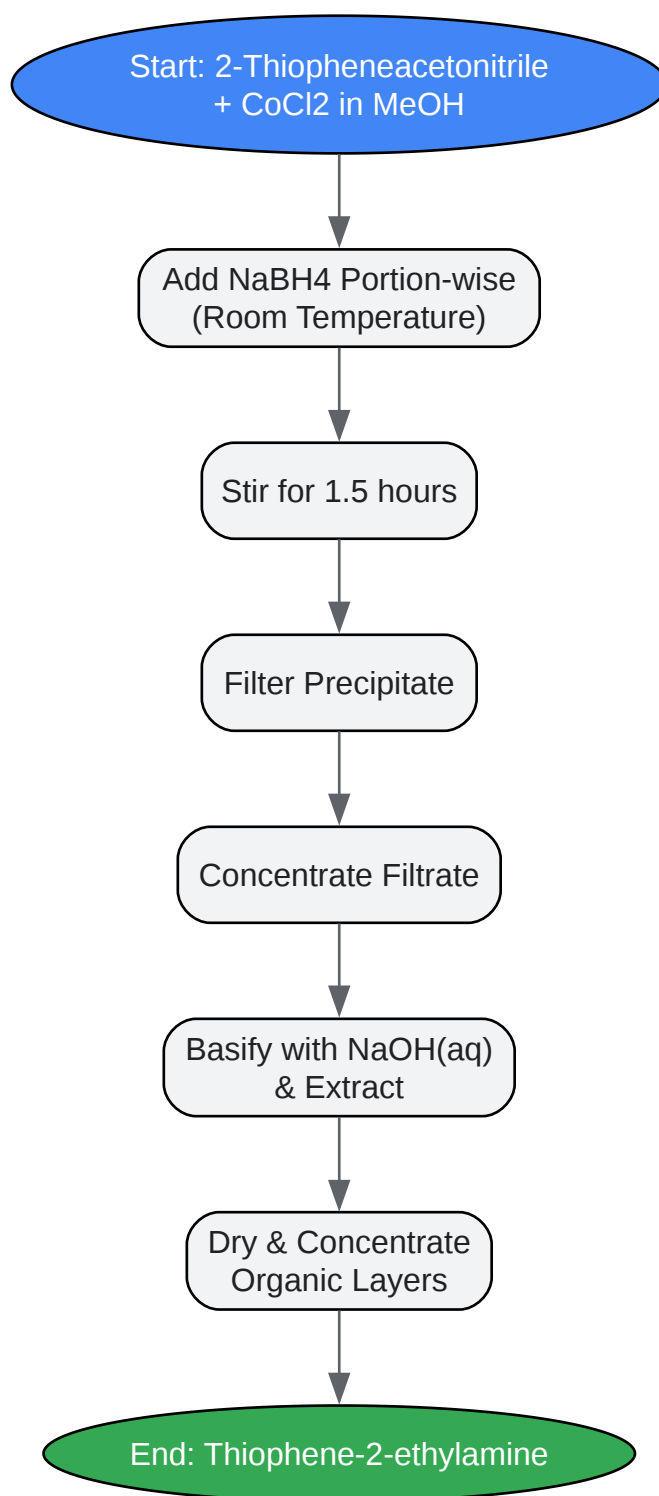 Start: 2-Thiopheneacetonitrile
+ CoCl2 in MeOH
Add NaBH4 Portion-wise
(Room Temperature)
Stir for 1.5 hours
Filter Precipitate
Concentrate Filtrate
Basify with NaOH(aq)
& Extract
Dry & Concentrate
Organic Layers
End: Thiophene-2-ethylamine